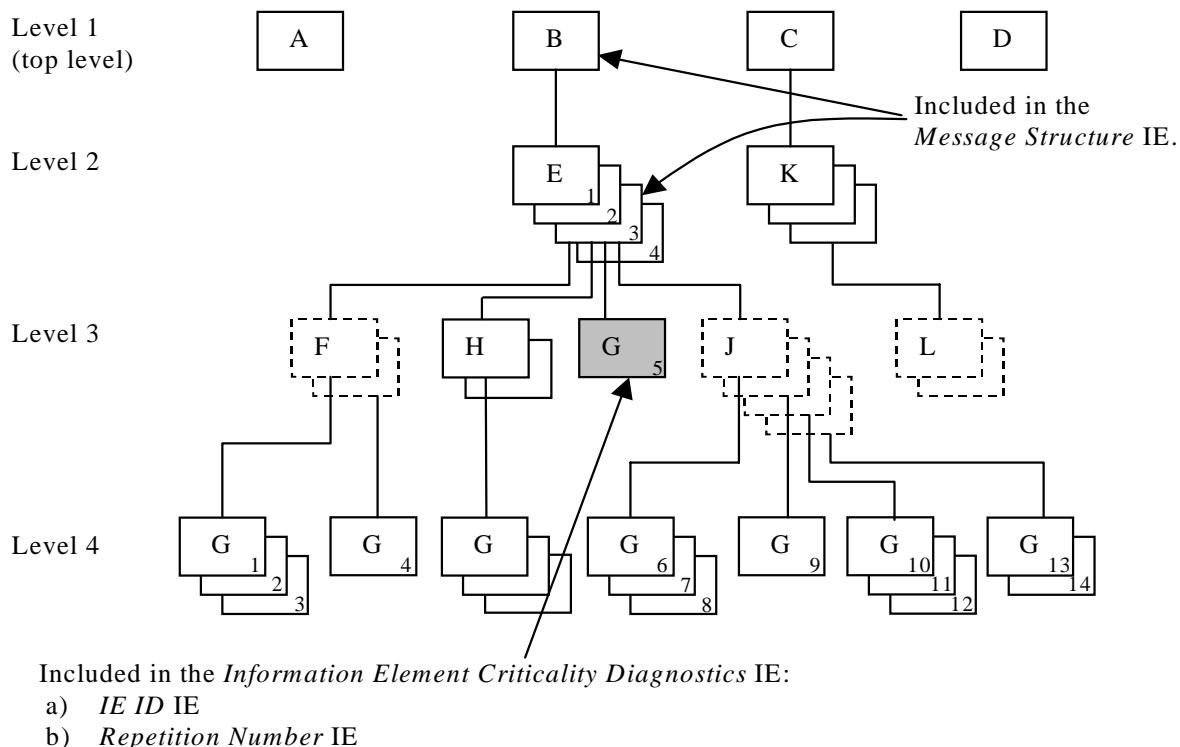 Level 1
(top level)
A
B
C
D
Included in the
Message Structure IE.
Level 2
E
1
2
3
4
K
Level 3
F
H
G
5
J
L
Level 4
G
1
2
3
G
4
G
G
6
7
8
G
9
G
10
11
12
G
13
14
Included in the Information Element Criticality Diagnostics IE:
a) IE ID IE
b) Repetition Number IE